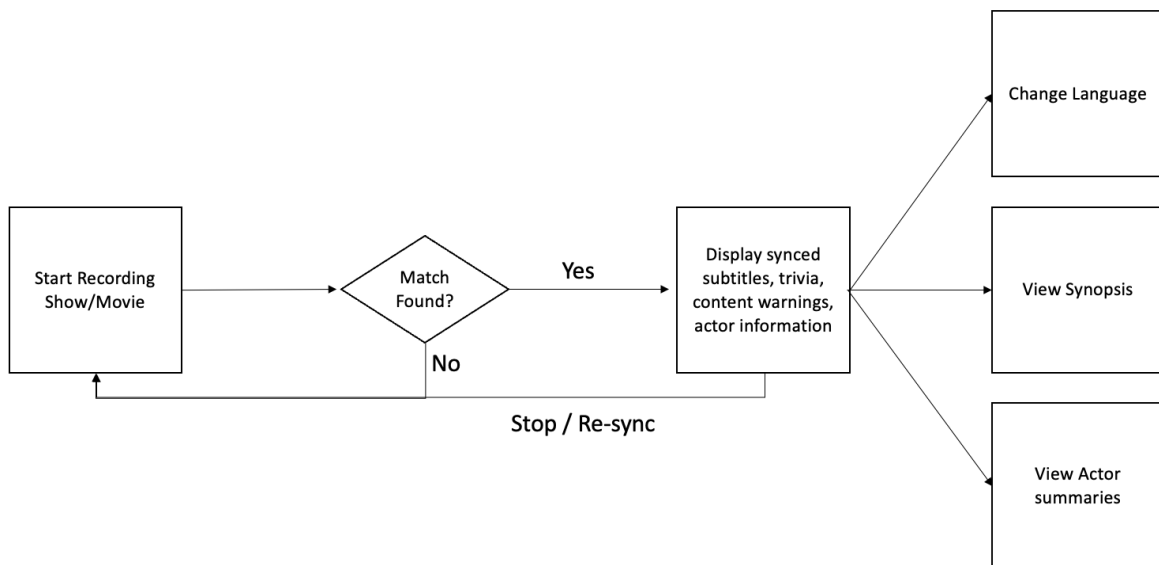 Start Recording
Show/Movie
Match
Found?
Yes
No
Display synced
subtitles, trivia,
content warnings,
actor information
Stop / Re-sync
Change Language
View Synopsis
View Actor
summaries